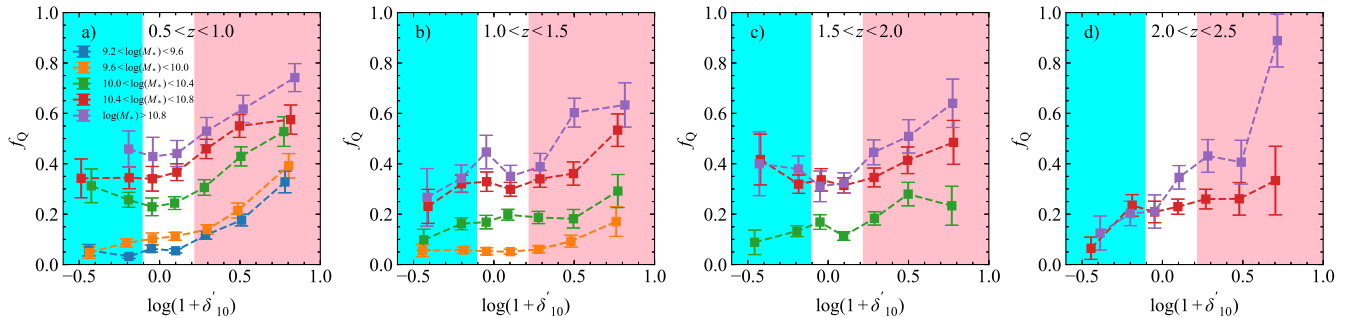 a) 0.5 < z < 1.0
9.2 < log(M*) < 9.6
9.6 < log(M*) < 10.0
10.0 < log(M*) < 10.4
10.4 < log(M*) < 10.8
log(M*) > 10.8
1.0
0.8
0.6
0.4
0.2
0.0
fQ
−0.5 0.0 0.5 1.0
log(1 + δ′10)
b) 1.0 < z < 1.5
1.0
0.8
0.6
0.4
0.2
0.0
fQ
−0.5 0.0 0.5 1.0
log(1 + δ′10)
c) 1.5 < z < 2.0
1.0
0.8
0.6
0.4
0.2
0.0
fQ
−0.5 0.0 0.5 1.0
log(1 + δ′10)
d) 2.0 < z < 2.5
1.0
0.8
0.6
0.4
0.2
0.0
fQ
−0.5 0.0 0.5 1.0
log(1 + δ′10)